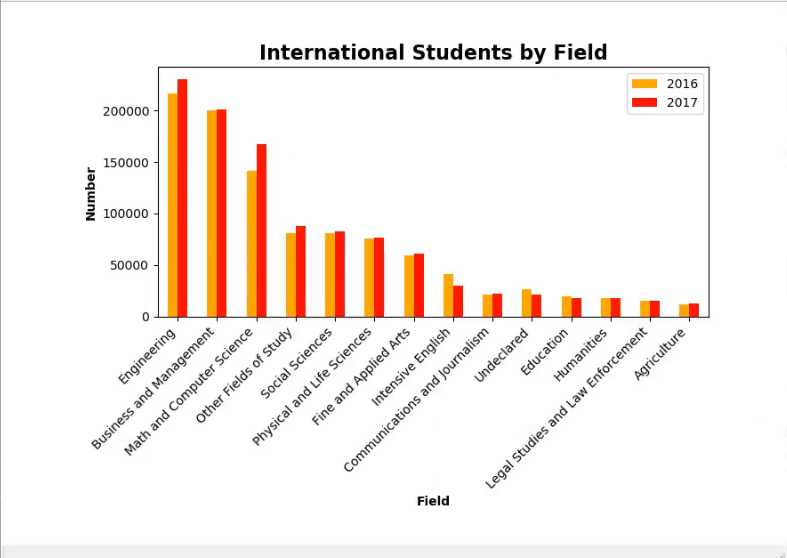 International Students by Field
2016
2017
Number
200000
150000
100000
50000
0
Engineering
Business and Management
Math and Computer Science
Other Fields of Study
Social Sciences
Physical and Life Sciences
Fine and Applied Arts
Intensive English
Communications and Journalism
Undeclared
Education
Humanities
Legal Studies and Law Enforcement
Agriculture
Field